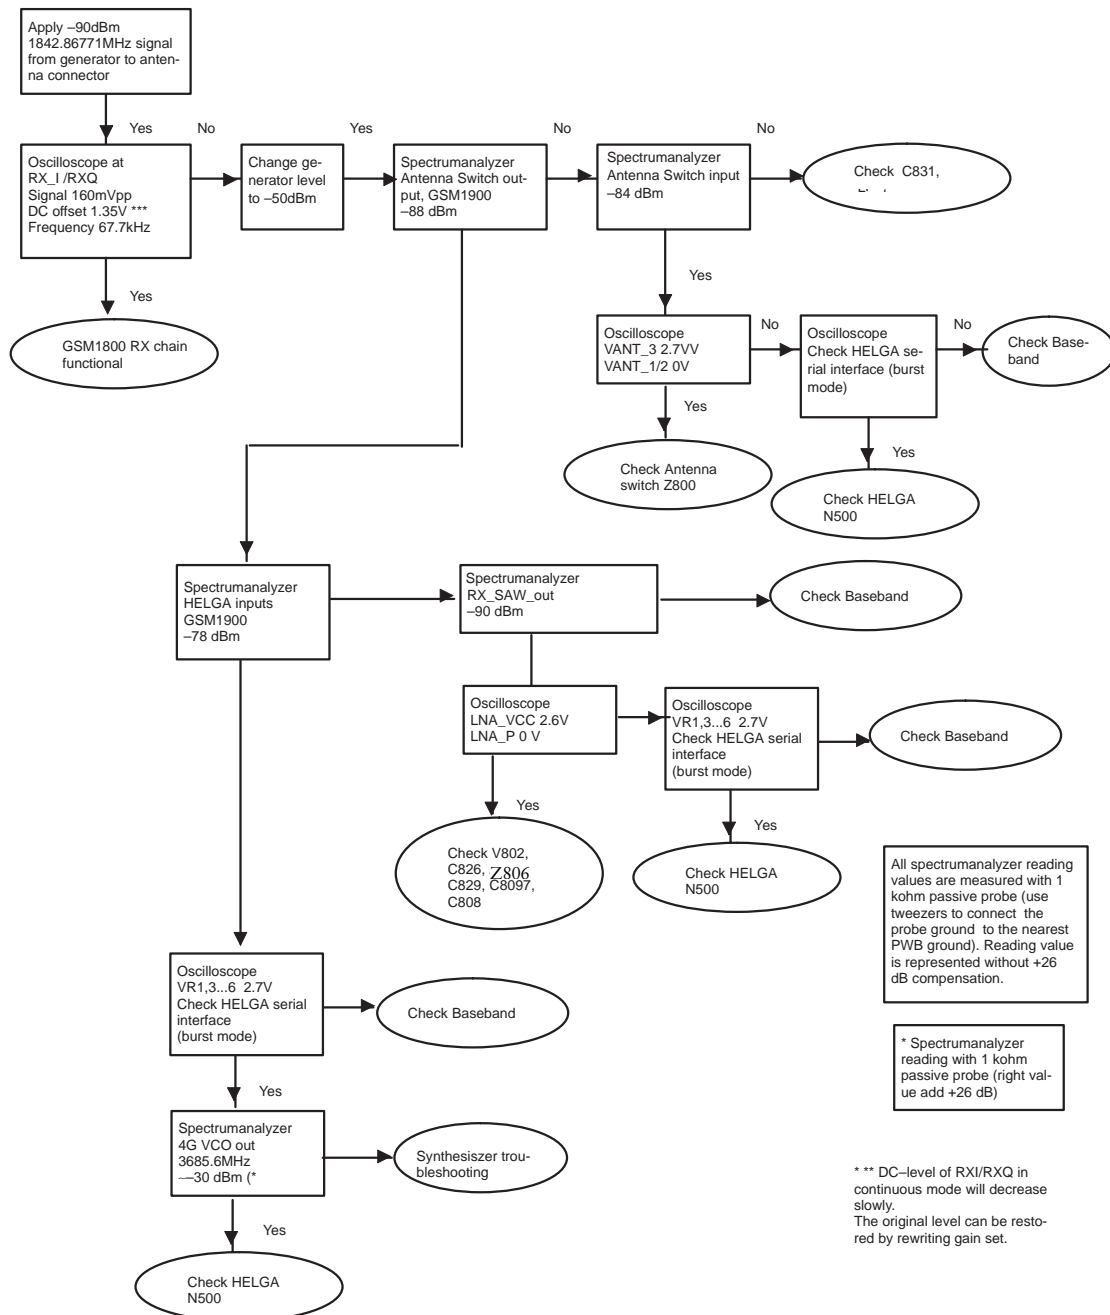 Apply –90dBm
1842.86771MHz signal
from generator to anten-
na connector
Yes
No
Yes
No
No
Oscilloscope at
RX_I /RXQ
Signal 160mVpp
DC offset 1.35V ***
Frequency 67.7kHz
Change ge-
nerator level
to –50dBm
Spectrumanalyzer
Antenna Switch out-
put, GSM1900
–88 dBm
Spectrumanalyzer
Antenna Switch input
–84 dBm
Check C831,
Yes
GSM1800 RX chain
functional
Yes
Oscilloscope
VANT_3 2.7VV
VANT_1/2 0V
No
Oscilloscope
Check HELGA se-
rial interface (burst
mode)
No
Check Base-
band
Yes
Check Antenna
switch Z800
Yes
Check HELGA
N500
Spectrumanalyzer
HELGA inputs
GSM1900
–78 dBm
Spectrumanalyzer
RX_SAW_out
–90 dBm
Check Baseband
Oscilloscope
LNA_VCC 2.6V
LNA_P 0 V
Oscilloscope
VR1,3...6 2.7V
Check HELGA serial
interface
(burst mode)
Check Baseband
Yes
Check V802,
C826, Z806
C829, C8097,
C808
Yes
Check HELGA
N500
All spectrumanalyzer reading
values are measured with 1
kohm passive probe (use
tweezers to connect the
probe ground to the nearest
PWB ground). Reading value
is represented without +26
dB compensation.
Oscilloscope
VR1,3...6 2.7V
Check HELGA serial
interface
(burst mode)
Check Baseband
* Spectrumanalyzer
reading with 1 kohm
passive probe (right val-
ue add +26 dB)
Yes
Spectrumanalyzer
4G VCO out
3685.6MHz
~–30 dBm (*
Synthesiszer trou-
bleshooting
* ** DC–level of RXI/RXQ in
continuous mode will decrease
slowly.
The original level can be resto-
red by rewriting gain set.
Yes
Check HELGA
N500